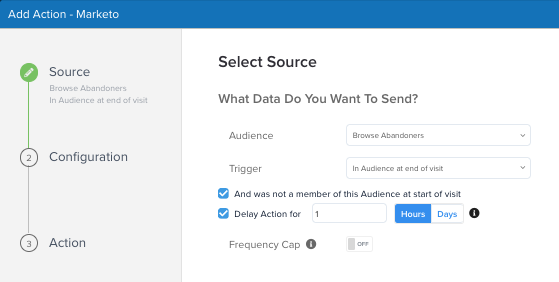 Add Action - Marketo
Source
Browse Abandoners
In Audience at end of visit
2
Configuration
3
Action
Select Source
What Data Do You Want To Send?
Audience
Browse Abandoners
Trigger
In Audience at end of visit
And was not a member of this Audience at start of visit
Delay Action for 1 Hours Days i
Frequency Cap i OFF